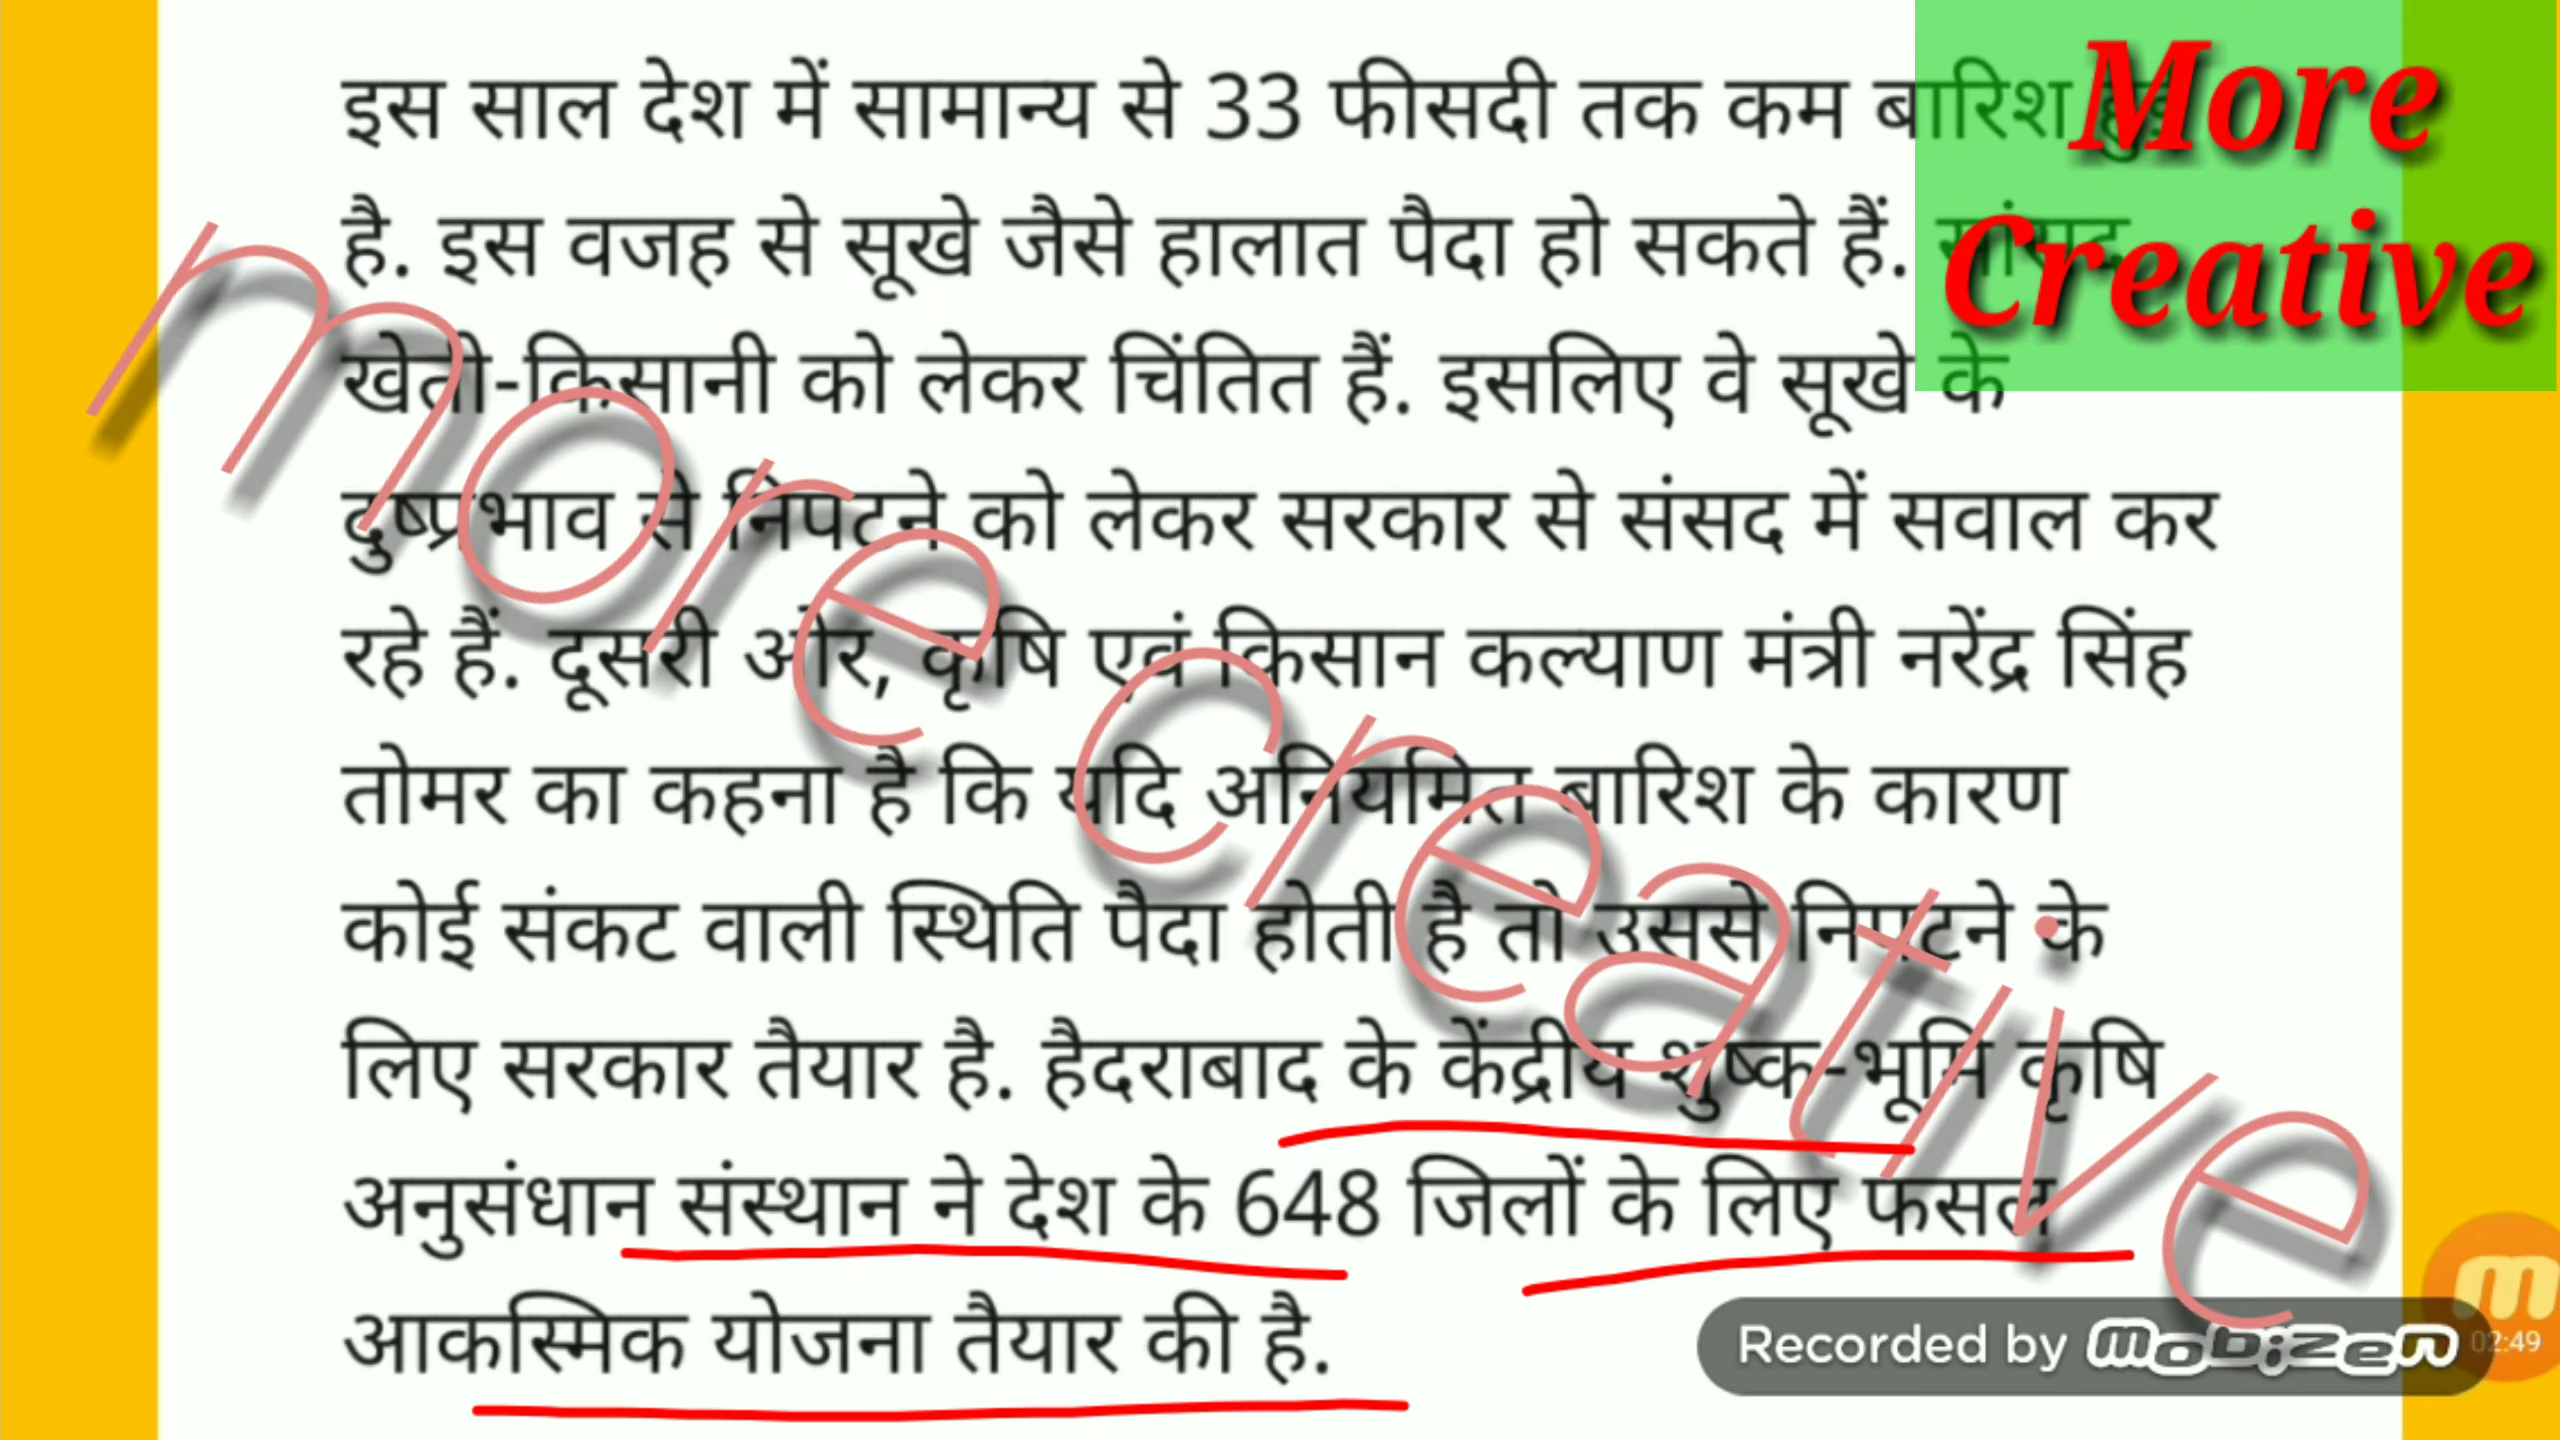 इस साल देश में सामान्य से 33 फीसदी तक कम बारिश हुई
है. इस वजह से सूखे जैसे हालात पैदा हो सकते हैं. सांसद
खेती-किसानी को लेकर चिंतित हैं. इसलिए वे सूखे के
दुष्प्रभाव से निपटने को लेकर सरकार से संसद में सवाल कर
रहे हैं. दूसरी ओर, कृषि एवं किसान कल्याण मंत्री नरेंद्र सिंह
तोमर का कहना है कि यदि अनियमित बारिश के कारण
कोई संकट वाली स्थिति पैदा होती है तो उससे निपटने के
लिए सरकार तैयार है. हैदराबाद के केंद्रीय शुष्क-भूमि कृषि
अनुसंधान संस्थान ने देश के 648 जिलों के लिए फसल
आकस्मिक योजना तैयार की है.
More
Creative
more creative
Recorded by mobizen
02:49